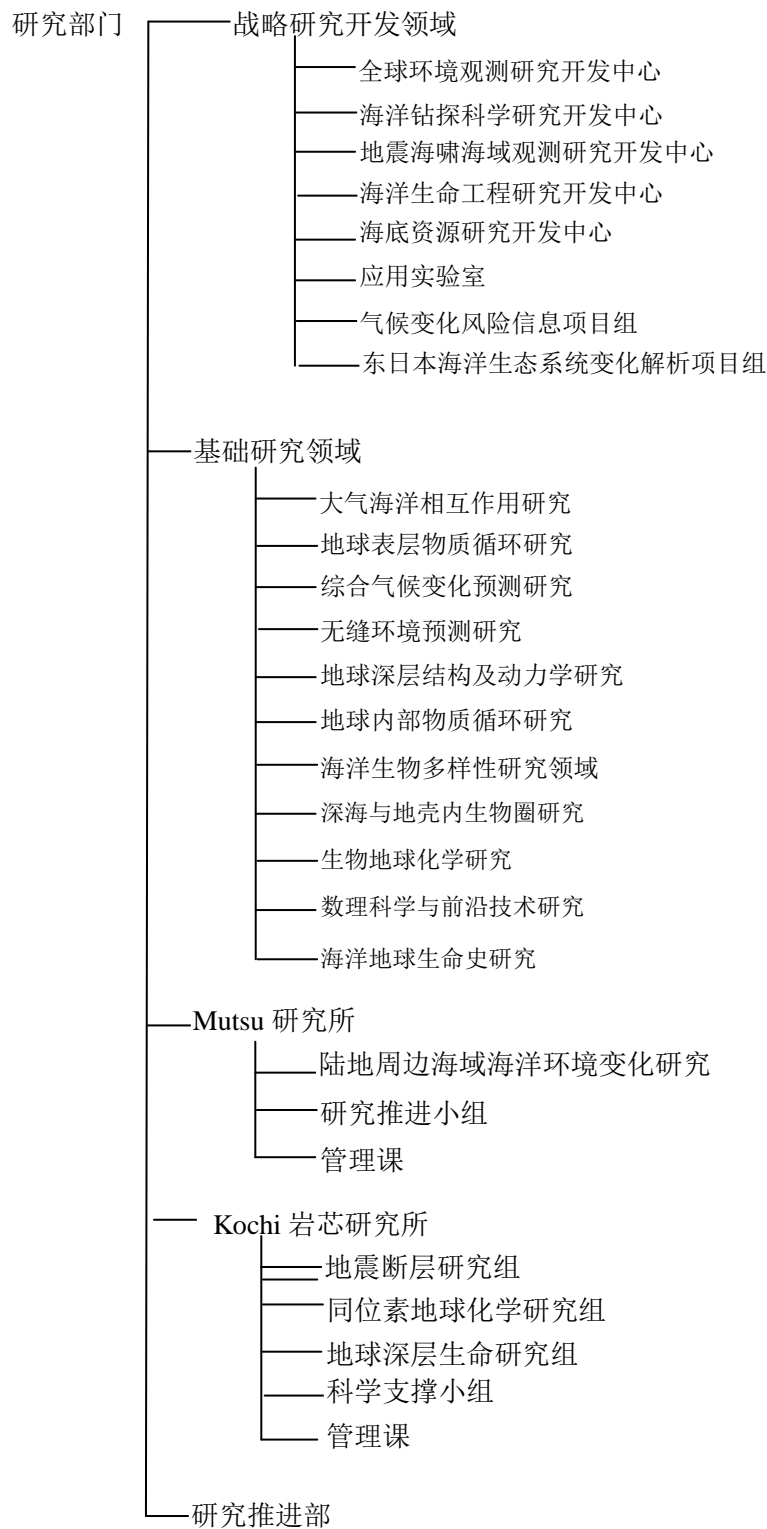 研究部门 战略研究开发领域
全球环境观测研究开发中心
海洋钻探科学研究开发中心
地震海啸海域观测研究开发中心
海洋生命工程研究开发中心
海底资源研究开发中心
应用实验室
气候变化风险信息项目组
东日本海洋生态系统变化解析项目组
基础研究领域
大气海洋相互作用研究
地球表层物质循环研究
综合气候变化预测研究
无缝环境预测研究
地球深层结构及动力学研究
地球内部物质循环研究
海洋生物多样性研究领域
深海与地壳内生物圈研究
生物地球化学研究
数理科学与前沿技术研究
海洋地球生命史研究
Mutsu 研究所
陆地周边海域海洋环境变化研究
研究推进小组
管理课
Kochi 岩芯研究所
地震断层研究组
同位素地球化学研究组
地球深层生命研究组
科学支撑小组
管理课
研究推进部